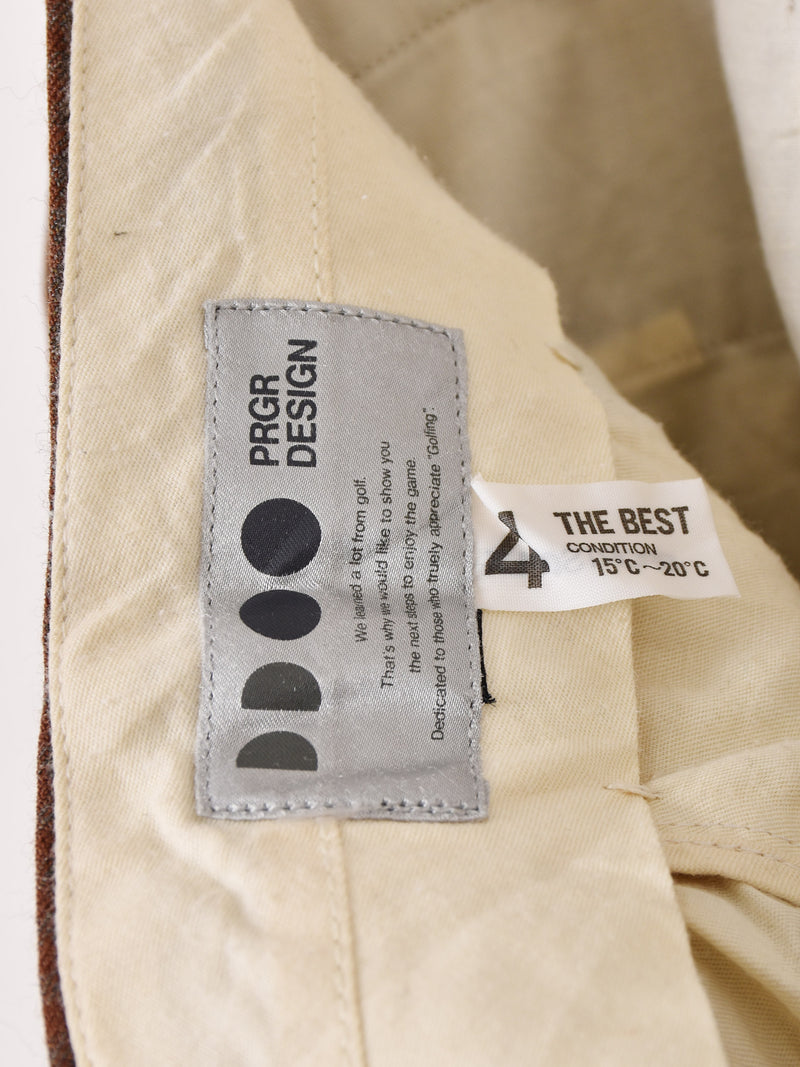 PRGR
DESIGN
We learned a lot from golf.
That's why we would like to show you
the next steps to enjoy the game.
Dedicated to those who truely appreciate "Golfing".
4
THE BEST
CONDITION
15°C～20°C